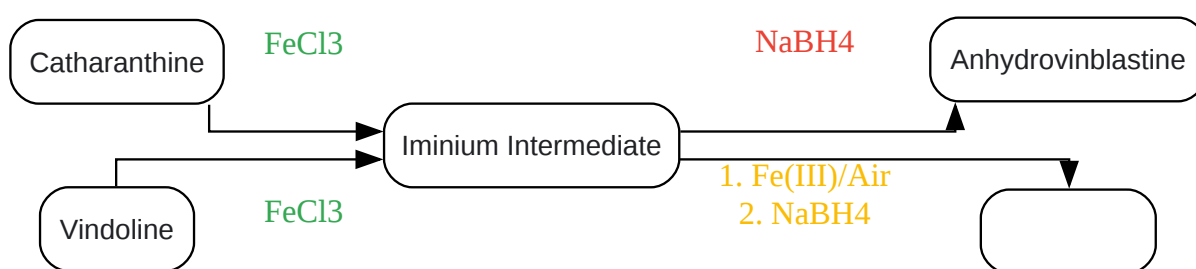 Catharanthine
FeCl3
NaBH4
Anhydrovinblastine
Iminium Intermediate
Vindoline
FeCl3
1. Fe(III)/Air
2. NaBH4